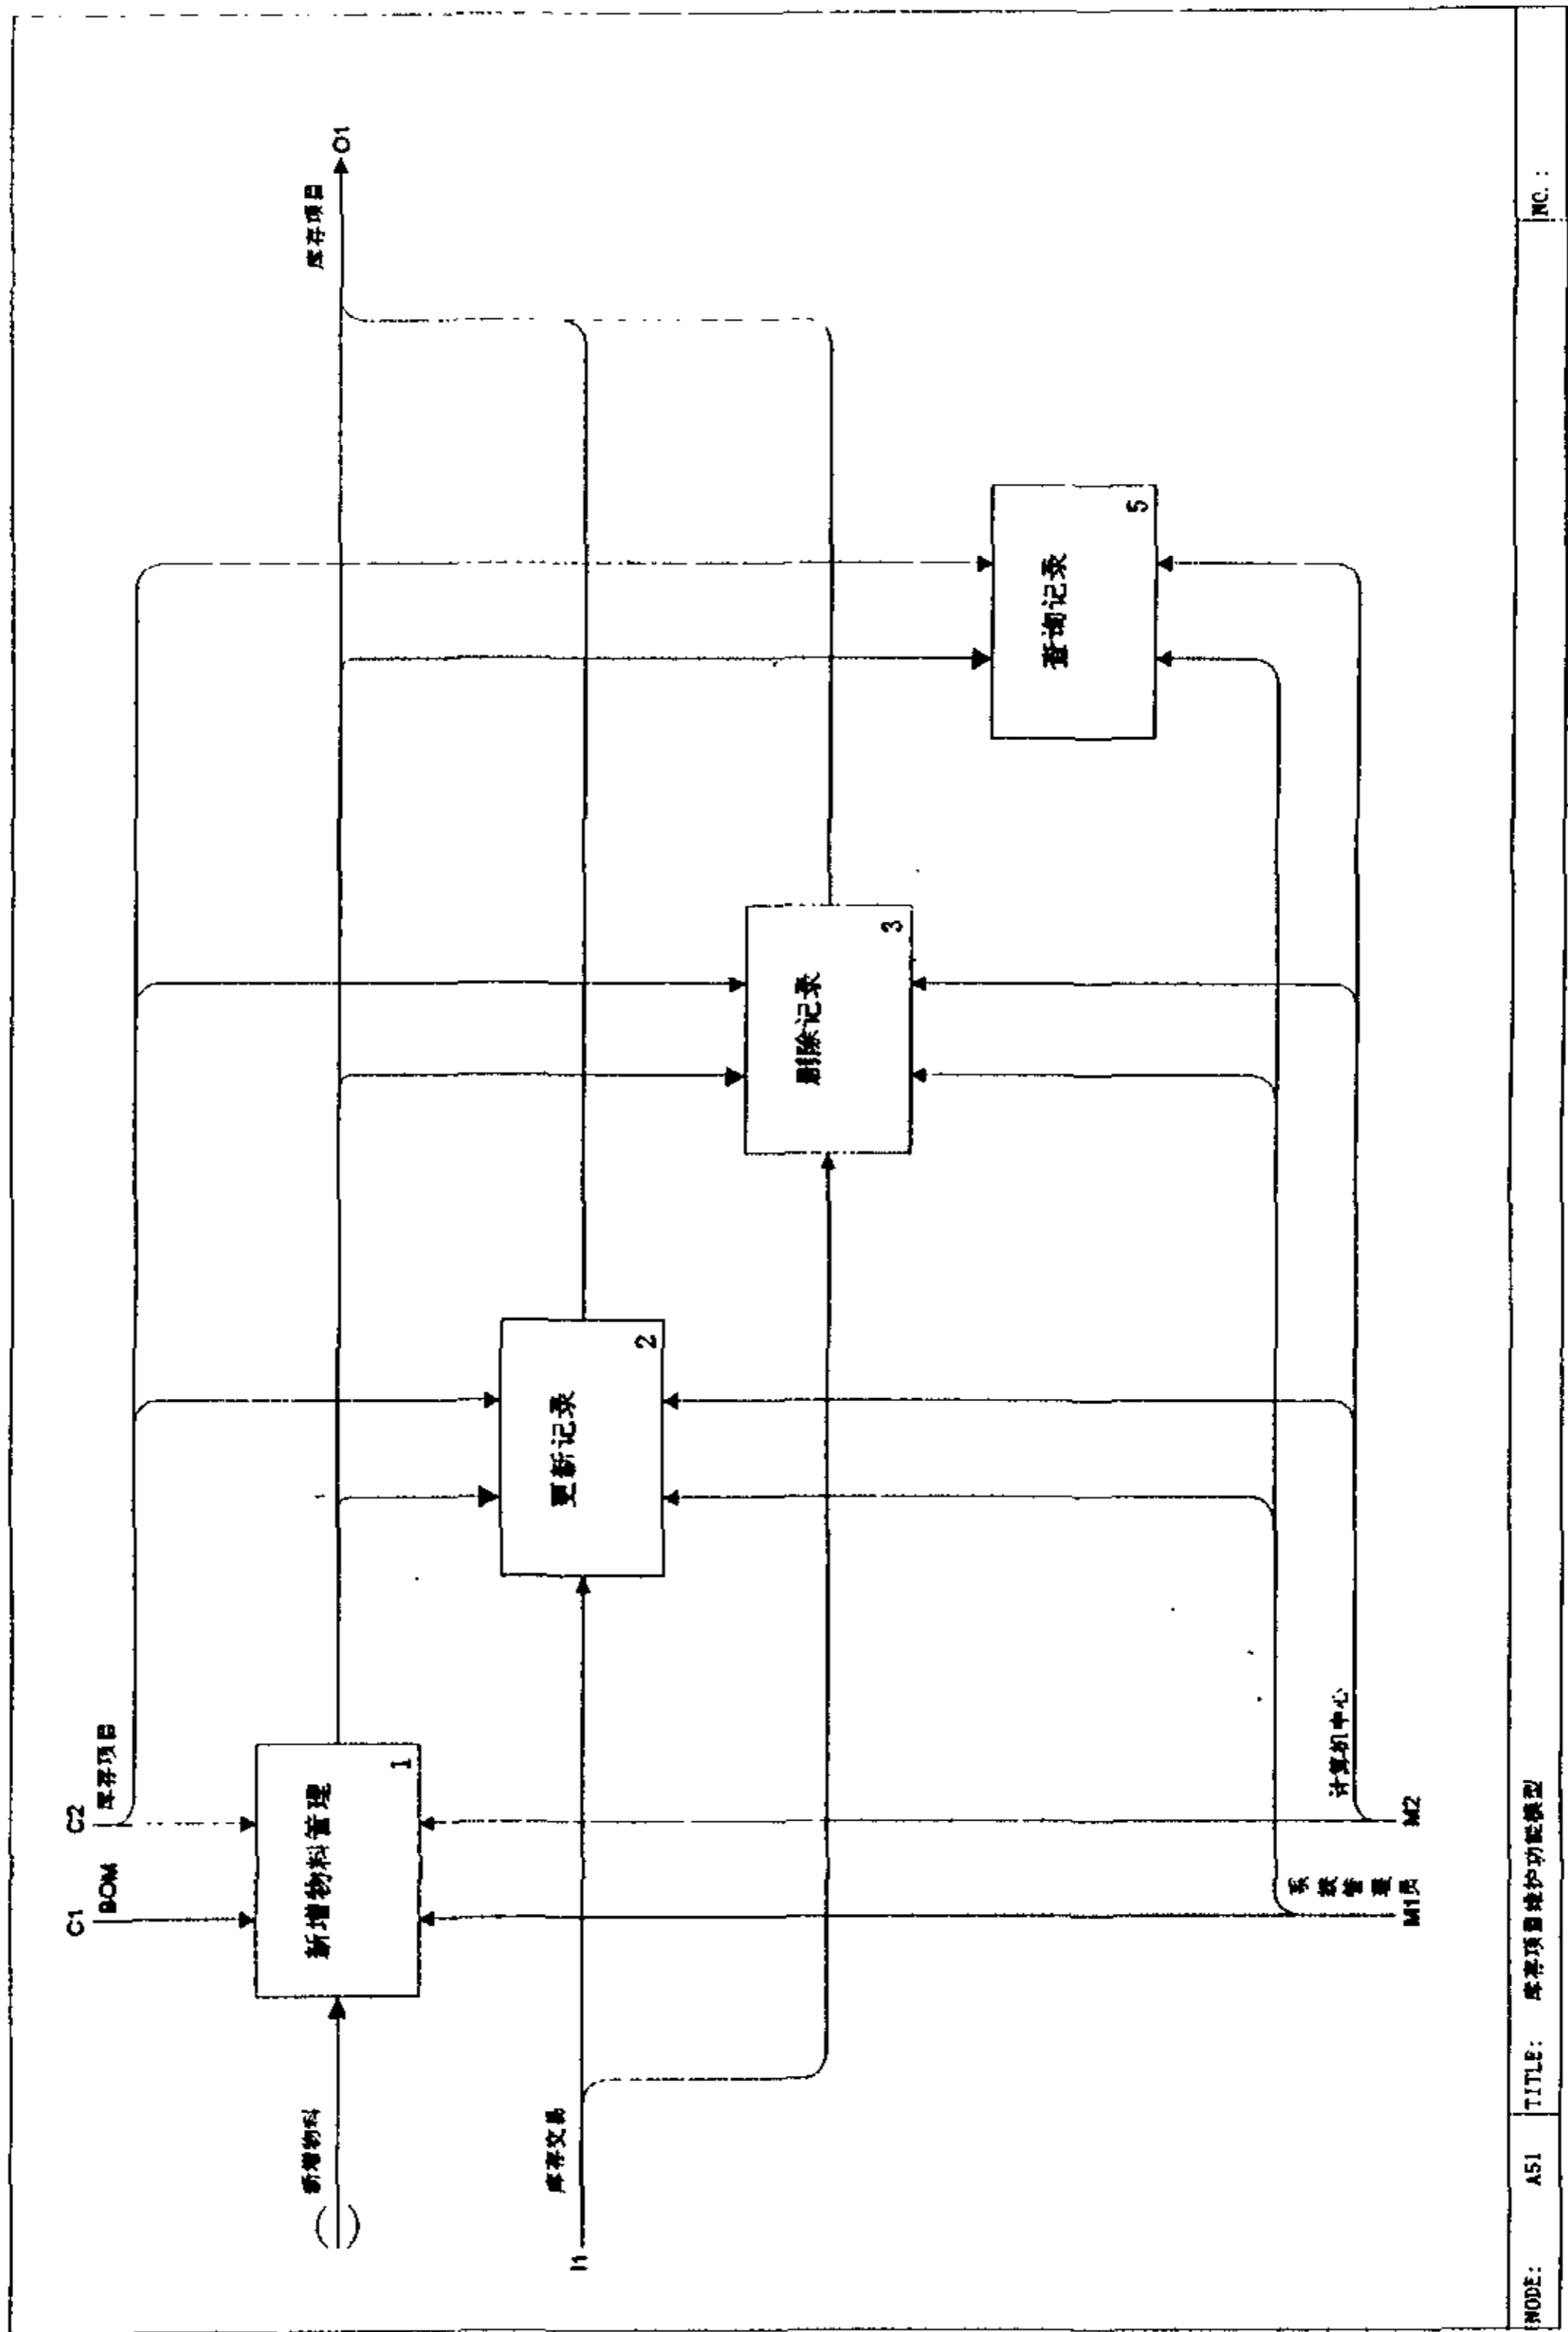 C1
C2
BOM
库存项目
新增物料
新增物料管理
1
库存项目
O1
I1
库存交易
更新记录
2
删除记录
3
查询记录
5
系统管理
M1员
计算机中心
M2
NODE: A51
TITLE: 库存项目维护功能模型
NO.: